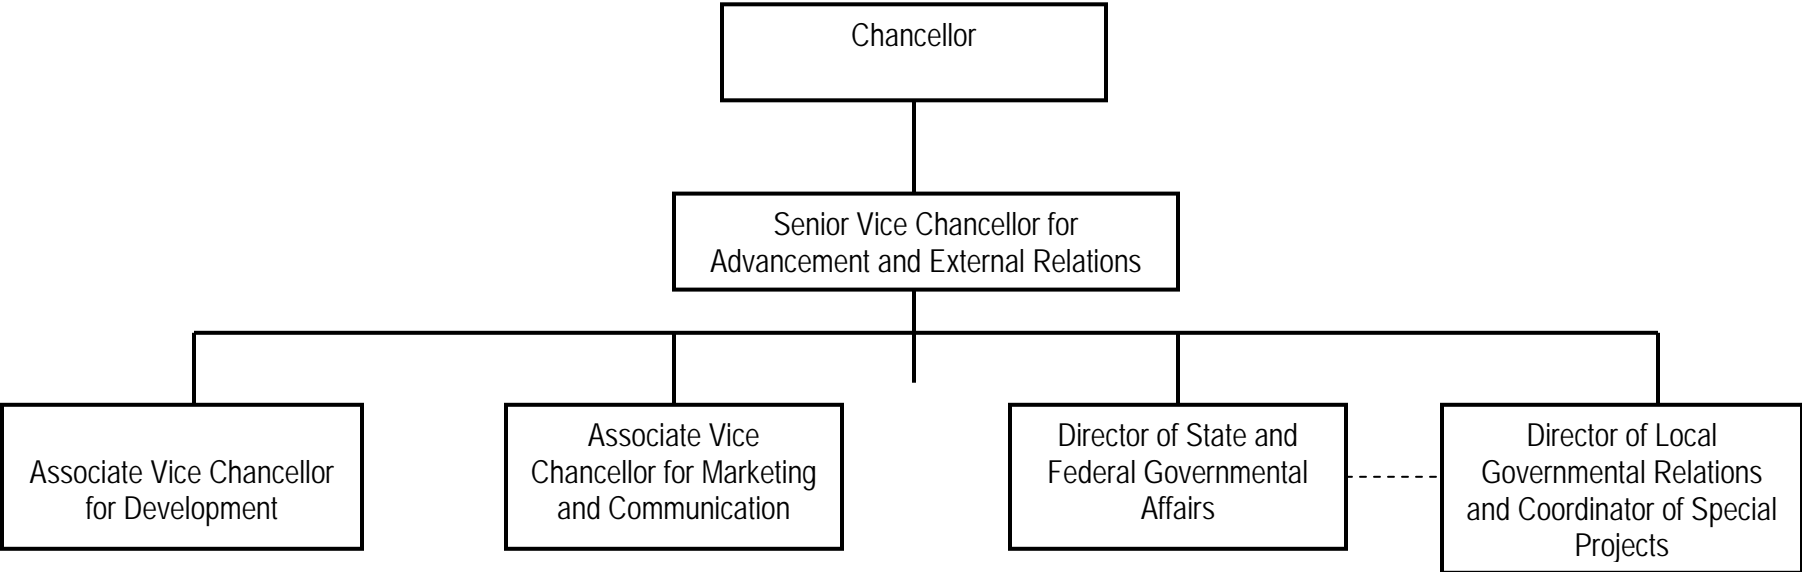 Chancellor
Senior Vice Chancellor for
Advancement and External Relations
Associate Vice Chancellor
for Development
Associate Vice
Chancellor for Marketing
and Communication
Director of State and
Federal Governmental
Affairs
Director of Local
Governmental Relations
and Coordinator of Special
Projects